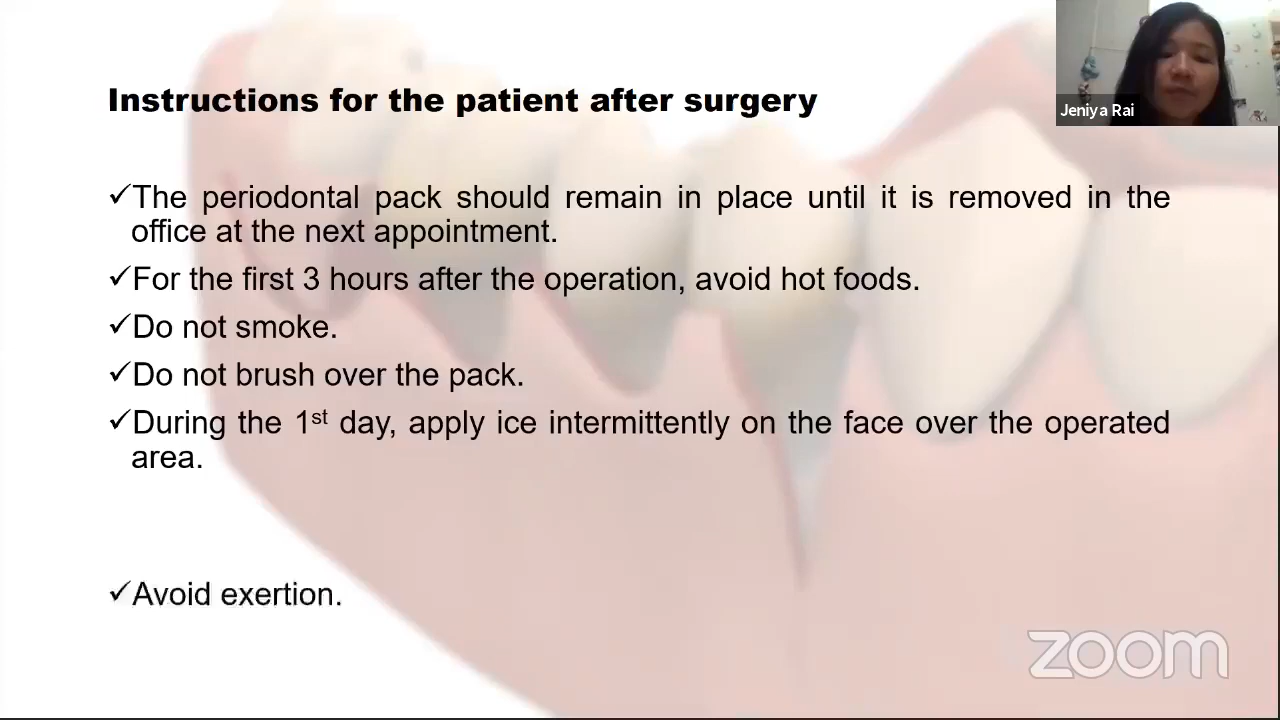 Instructions for the patient after surgery
Jeniya Rai
✓The periodontal pack should remain in place until it is removed in the
office at the next appointment.
✓For the first 3 hours after the operation, avoid hot foods.
✓Do not smoke.
✓Do not brush over the pack.
✓During the 1st day, apply ice intermittently on the face over the operated
area.
✓Avoid exertion.
zoom